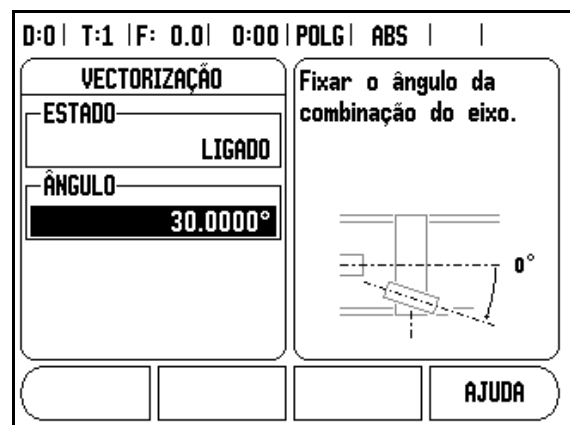 D:0| T:1 |F: 0.0| 0:00|POLG| ABS | |
VECTORIZAÇÃO
ESTADO
LIGADO
ÂNGULO
30.0000°
Fixar o ângulo da
combinação do eixo.
0°
AJUDA